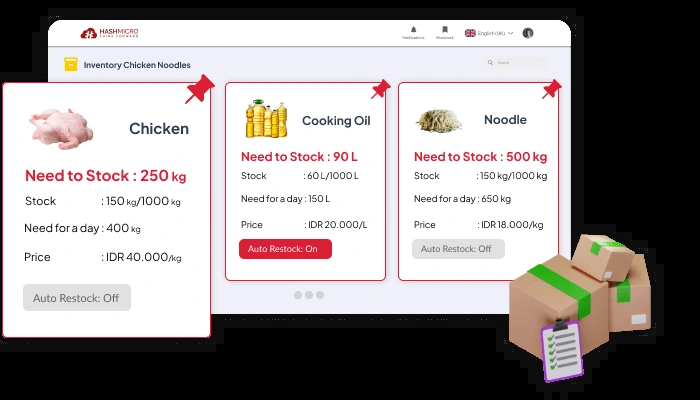 HASHMICRO
THINK FORWARD
Notifications
Bookmark
English (UK)
Inventory Chicken Noodles
Search
Chicken
Need to Stock : 250 kg
Stock : 150 kg/1000 kg
Need for a day : 400 kg
Price : IDR 40.000/kg
Auto Restock: Off
Cooking Oil
Need to Stock : 90 L
Stock : 60 L/1000 L
Need for a day : 150 L
Price : IDR 20.000/L
Auto Restock: On
Noodle
Need to Stock : 500 kg
Stock : 150 kg/1000 kg
Need for a day : 650 kg
Price : IDR 18.000/kg
Auto Restock: Off